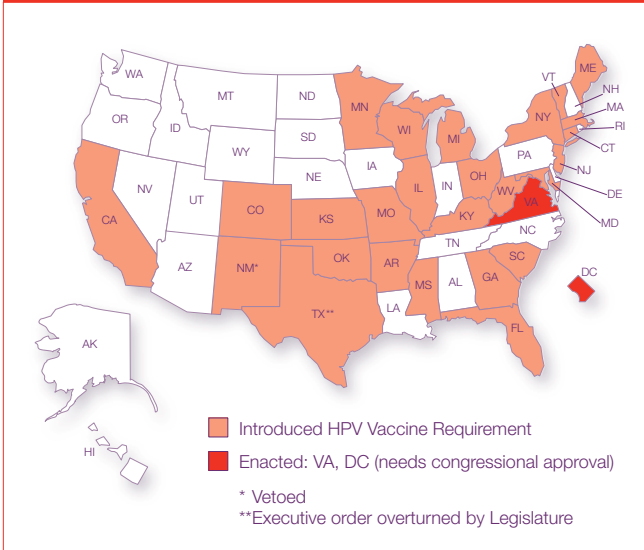 WA
MT
ND
MN
VT
ME
NH
MA
RI
CT
NY
OR
ID
SD
WI
MI
WY
PA
NJ
IA
NE
OH
DE
NV
UT
IL
IN
WV
VA
MD
CA
CO
KS
MO
KY
NC
TN
AZ
NM*
OK
AR
SC
DC
MS
AL
GA
TX**
LA
FL
AK
HI
Introduced HPV Vaccine Requirement
Enacted: VA, DC (needs congressional approval)
* Vetoed
**Executive order overturned by Legislature